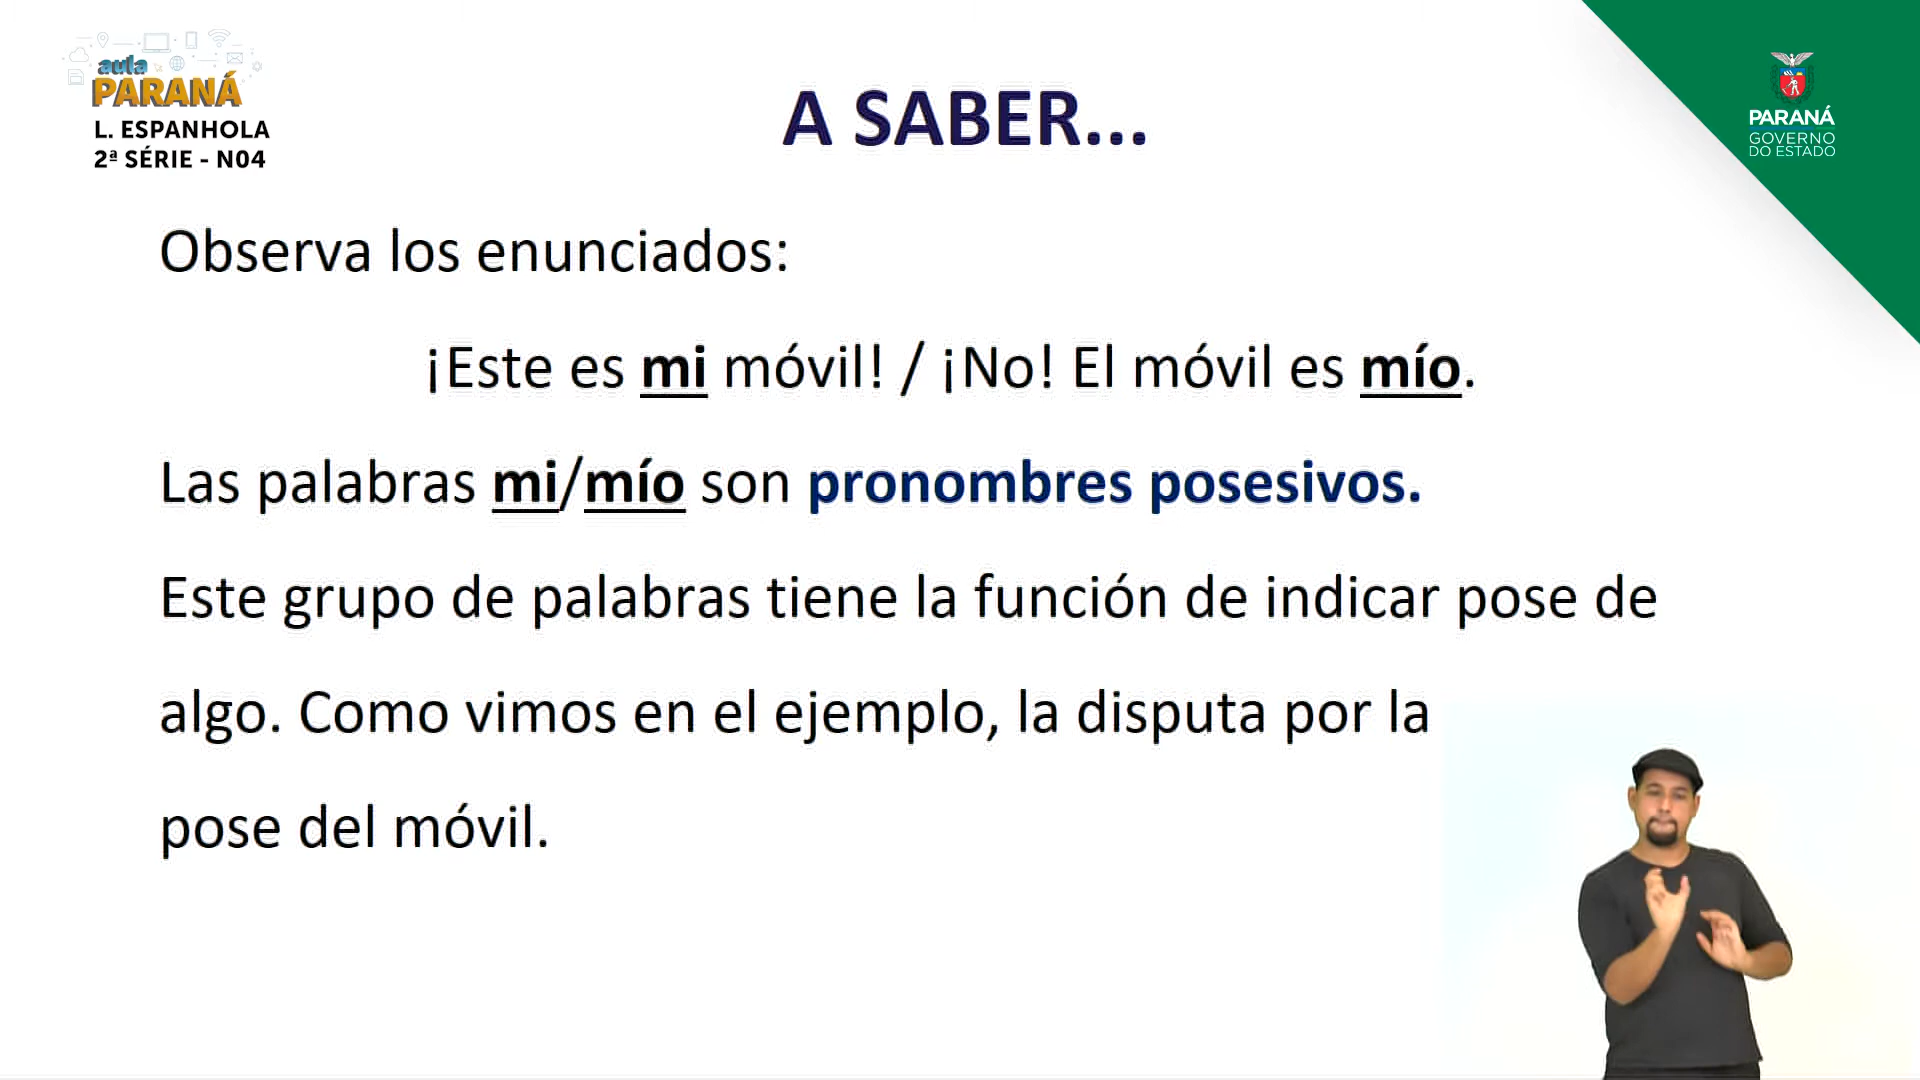 aula
PARANÁ
L. ESPANHOLA
2ª SÉRIE - N04
A SABER...
PARANÁ
GOVERNO
DO ESTADO
Observa los enunciados:
¡Este es mi móvil! / ¡No! El móvil es mío.
Las palabras mi/mío son pronombres posesivos.
Este grupo de palabras tiene la función de indicar pose de
algo. Como vimos en el ejemplo, la disputa por la
pose del móvil.